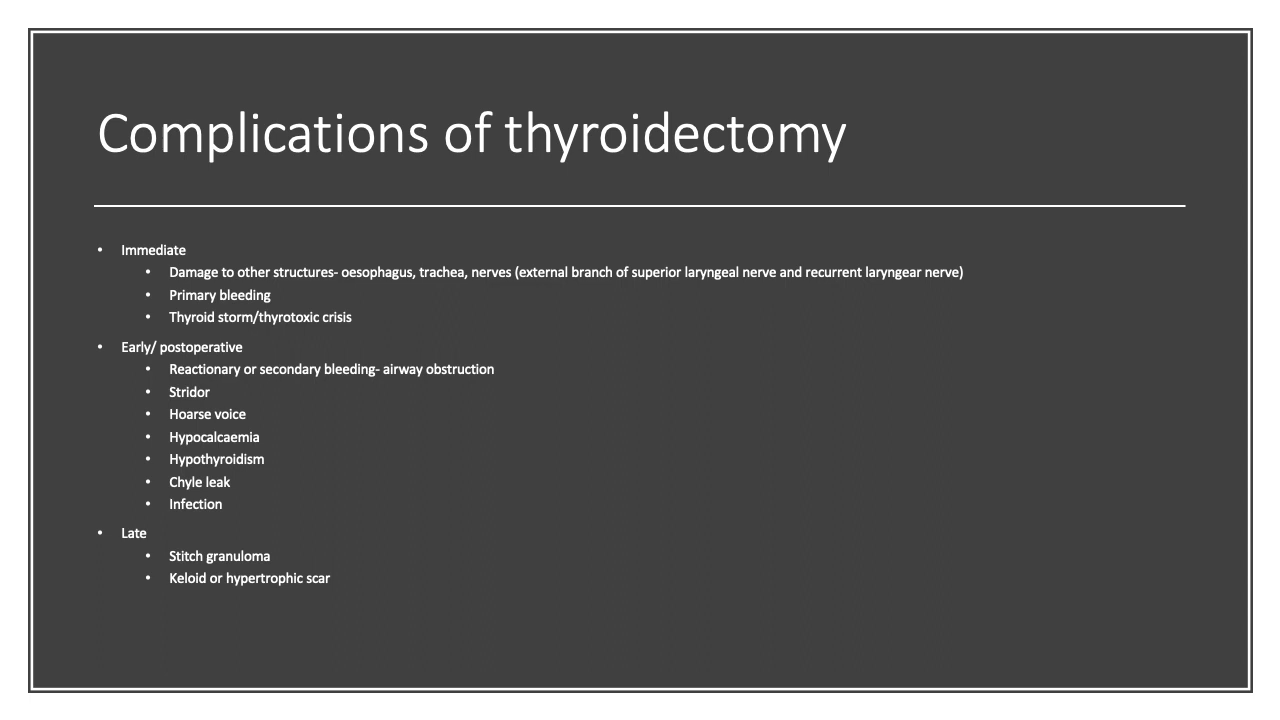 Complications of thyroidectomy
• Immediate
• Damage to other structures- oesophagus, trachea, nerves (external branch of superior laryngeal nerve and recurrent laryngear nerve)
• Primary bleeding
• Thyroid storm/thyrotoxic crisis
• Early/ postoperative
• Reactionary or secondary bleeding- airway obstruction
• Stridor
• Hoarse voice
• Hypocalcaemia
• Hypothyroidism
• Chyle leak
• Infection
• Late
• Stitch granuloma
• Keloid or hypertrophic scar